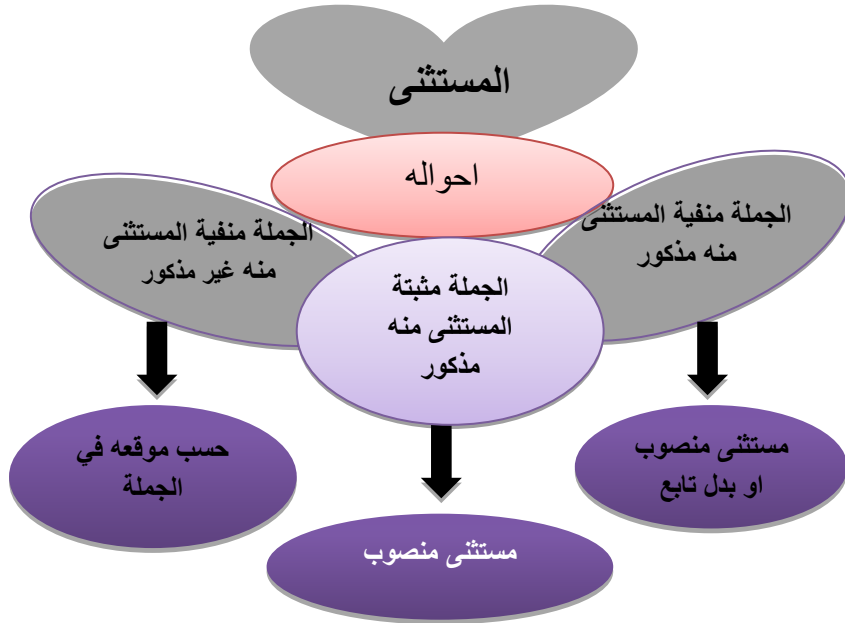 المستثنى
احواله
الجملة منفية المستثنى
منه مذكور
الجملة مثبتة
المستثنى منه
مذكور
الجملة منفية المستثنى
منه غير مذكور
مستثنى منصوب
او بدل تابع
مستثنى منصوب
حسب موقعه في
الجملة